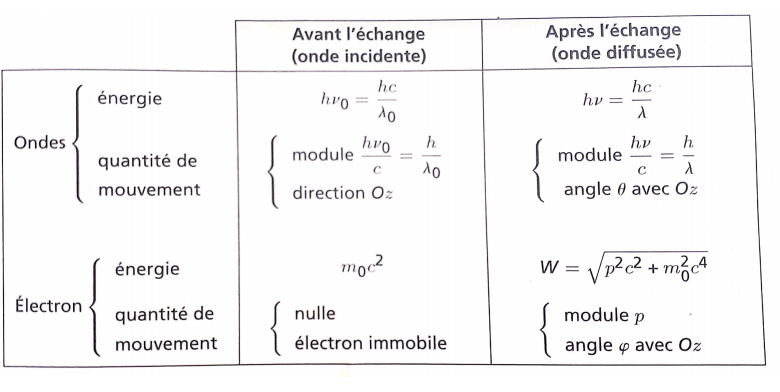 Avant l'échange Après l'échange
(onde incidente) (onde diffusée)
énergie hν₀ = hc/λ₀ hν = hc/λ
Ondes
quantité de module hν₀/c = h/λ₀ module hν/c = h/λ
mouvement direction Oz angle θ avec Oz
énergie m₀c² W = √(p²c² + m₀²c⁴)
Électron
quantité de nulle module p
mouvement électron immobile angle φ avec Oz